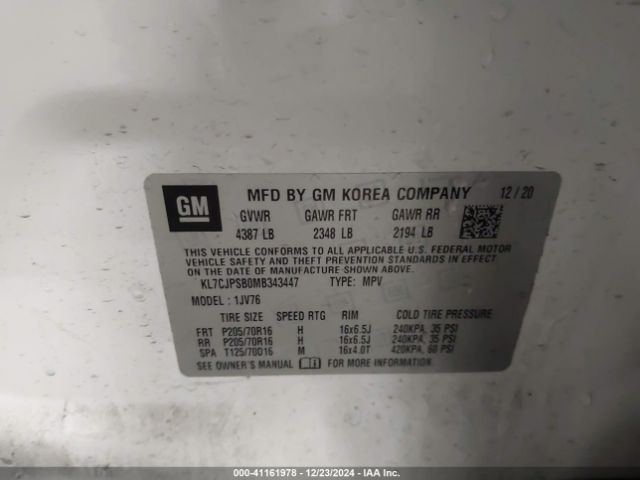 GM
MFD BY GM KOREA COMPANY 12/20
GVWR GAWR FRT GAWR RR
4387 LB 2348 LB 2194 LB
THIS VEHICLE CONFORMS TO ALL APPLICABLE U.S. FEDERAL MOTOR
VEHICLE SAFETY, BUMPER, AND THEFT PREVENTION STANDARDS IN EFFECT
ON THE DATE OF MANUFACTURE SHOWN ABOVE.
KL7CJPSB0MB343447 TYPE: MPV
MODEL: 1JV76
TIRE SIZE SPEED RTG RIM COLD TIRE PRESSURE
FRT P205/70R16 H 16x6.5J 240KPA, 35 PSI
RR P205/70R16 H 16x6.5J 240KPA, 35 PSI
SPA T125/70D16 M 16x4.0T 420KPA, 60 PSI
SEE OWNER'S MANUAL FOR MORE INFORMATION.
000-41161978 - 12/23/2024 - IAA Inc.